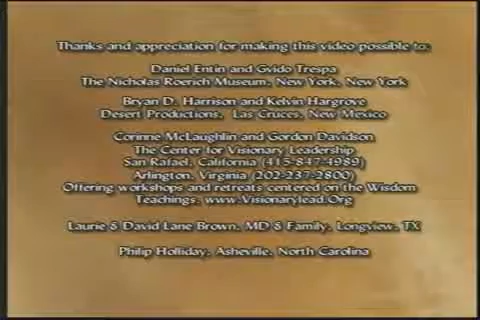 Thanks and appreciation for making this video possible to:
Daniel Entin and Gvido Trespa
The Nicholas Roerich Museum, New York, New York
Bryan D. Harrison and Kelvin Hargrove
Desert Productions, Las Cruces, New Mexico
Corinne McLaughlin and Gordon Davidson
The Center for Visionary Leadership
San Rafael, California (415-847-4989)
Arlington, Virginia (202-237-2800)
Offering workshops and retreats centered on the Wisdom
Teachings. www.Visionarylead.Org
Laurie & David Lane Brown, MD & Family, Longview, TX
Philip Holliday, Asheville, North Carolina